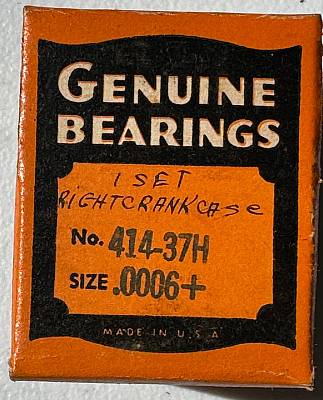 GENUINE
BEARINGS
1 SET
RIGHTCRANKCASE
No. 414-37H
SIZE .0006+
MADE IN U.S.A